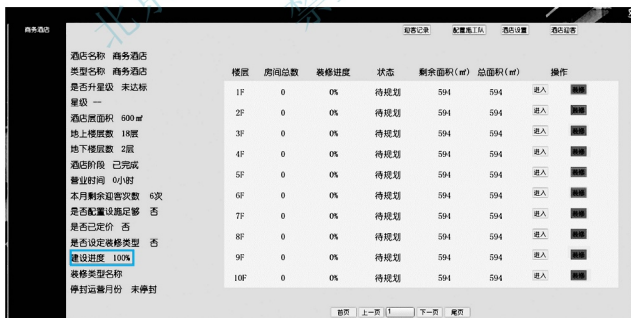 商务酒店
迎客记录 配置施工队 酒店设置 酒店迎客
酒店名称 商务酒店
类型名称 商务酒店
是否升星级 未达标
星级 一
酒店层面积 600㎡
地上楼层数 18层
地下楼层数 2层
酒店阶段 已完成
营业时间 0小时
本月剩余迎客次数 6次
是否配置设施足够 否
是否已定价 否
是否设定装修类型 否
建设进度 100%
装修类型名称
停封运营月份 未停封
楼层 房间总数 装修进度 状态 剩余面积(㎡) 总面积(㎡) 操作
1F 0 0% 待规划 594 594 进入 装修
2F 0 0% 待规划 594 594 进入 装修
3F 0 0% 待规划 594 594 进入 装修
4F 0 0% 待规划 594 594 进入 装修
5F 0 0% 待规划 594 594 进入 装修
6F 0 0% 待规划 594 594 进入 装修
7F 0 0% 待规划 594 594 进入 装修
8F 0 0% 待规划 594 594 进入 装修
9F 0 0% 待规划 594 594 进入 装修
10F 0 0% 待规划 594 594 进入 装修
首页 上一页 1 下一页 尾页